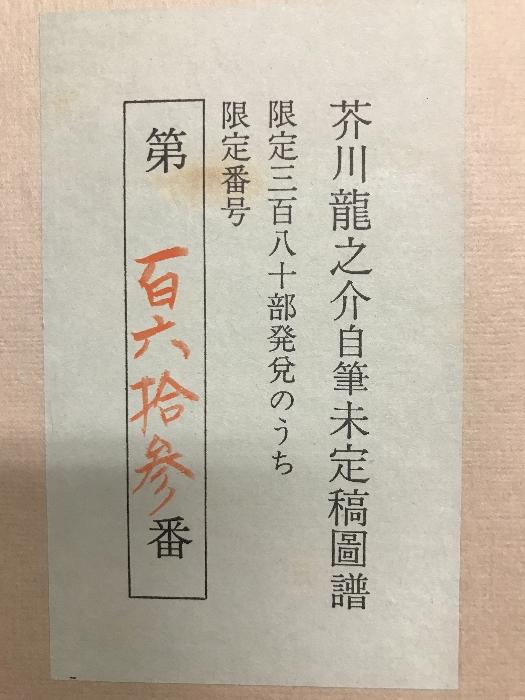 芥川龍之介自筆未定稿圖譜
限定三百八十部発兌のうち
限定番号
第百六拾参番